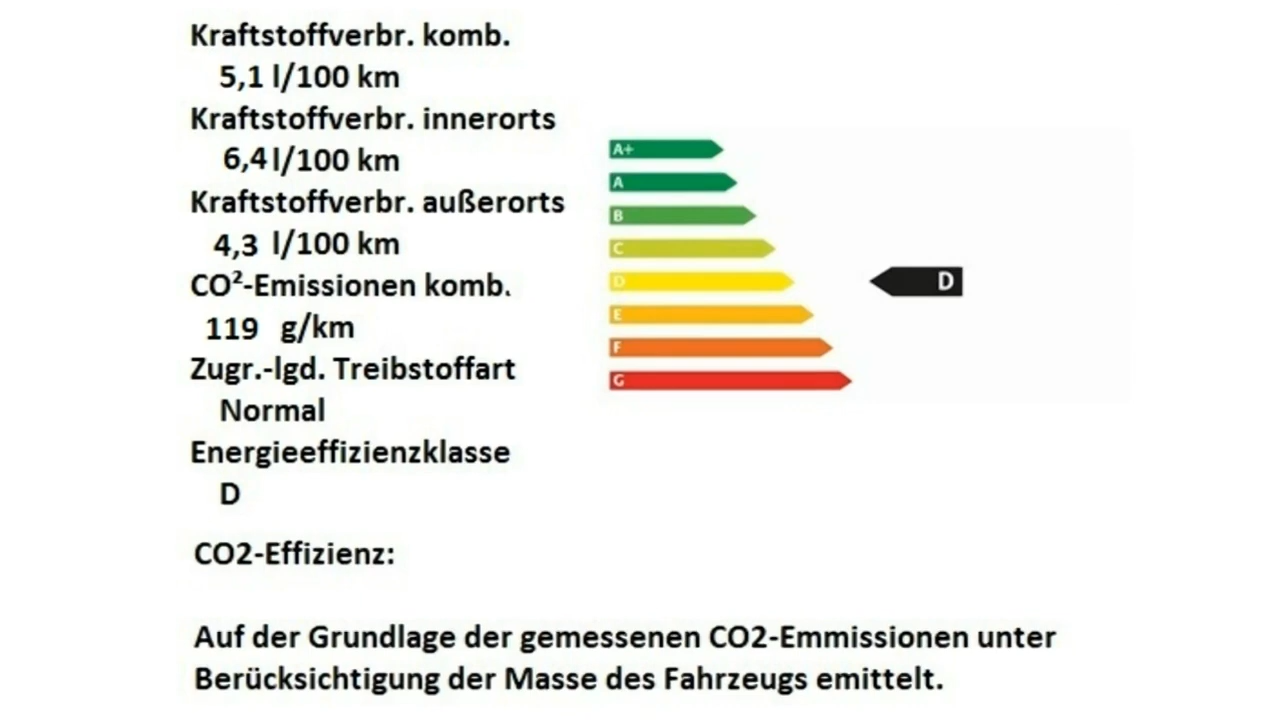 Kraftstoffverbr. komb.
5,1 l/100 km
Kraftstoffverbr. innerorts
6,4 l/100 km
Kraftstoffverbr. außerorts
4,3 l/100 km
CO²-Emissionen komb.
119 g/km
Zugr.-lgd. Treibstoffart
Normal
Energieeffizienzklasse
D
A+
A
B
C
D
D
E
F
G
CO2-Effizienz:
Auf der Grundlage der gemessenen CO2-Emmissionen unter
Berücksichtigung der Masse des Fahrzeugs emittelt.